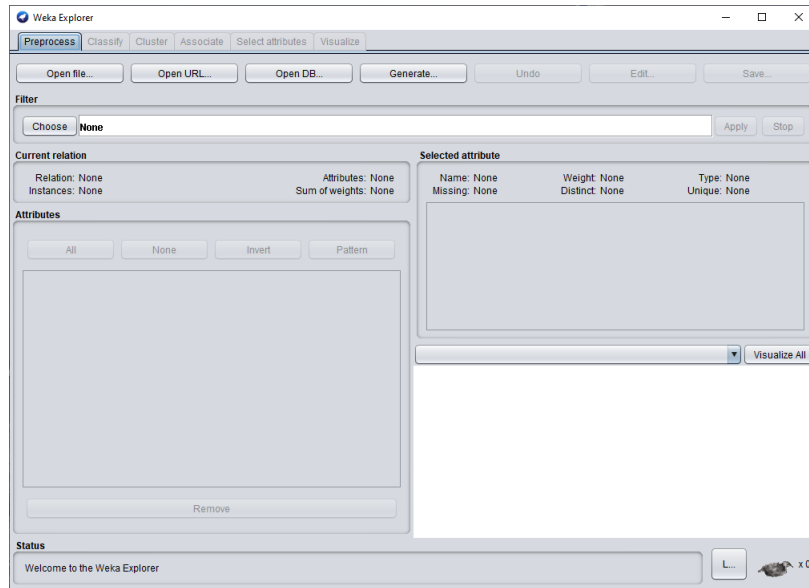 Weka Explorer
Preprocess Classify Cluster Associate Select attributes Visualize
Open file... Open URL... Open DB... Generate... Undo Edit... Save...
Filter
Choose None Apply Stop
Current relation
Relation: None Attributes: None
Instances: None Sum of weights: None
Selected attribute
Name: None Weight: None Type: None
Missing: None Distinct: None Unique: None
Attributes
All None Invert Pattern
Visualize All
Remove
Status
Welcome to the Weka Explorer
L... x 0